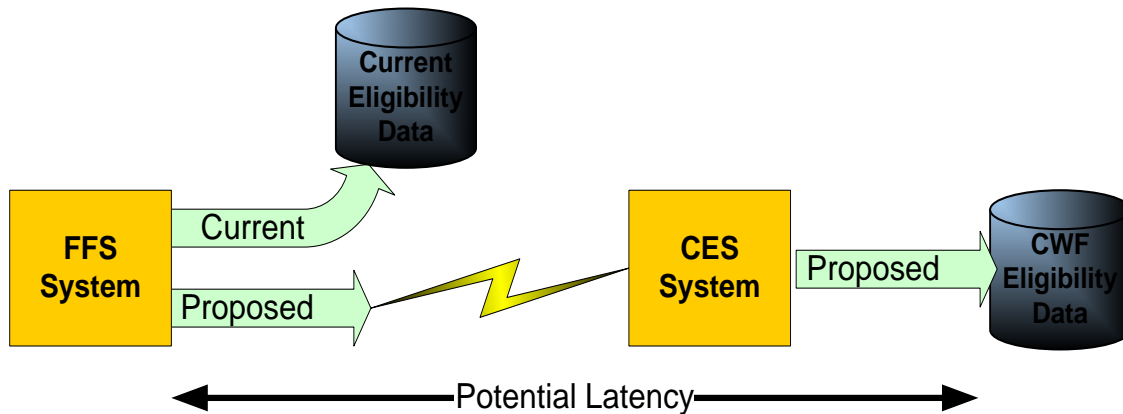 Current
Eligibility
Data
Current
FFS
System
Proposed
CES
System
Proposed
CWF
Eligibility
Data
Potential Latency